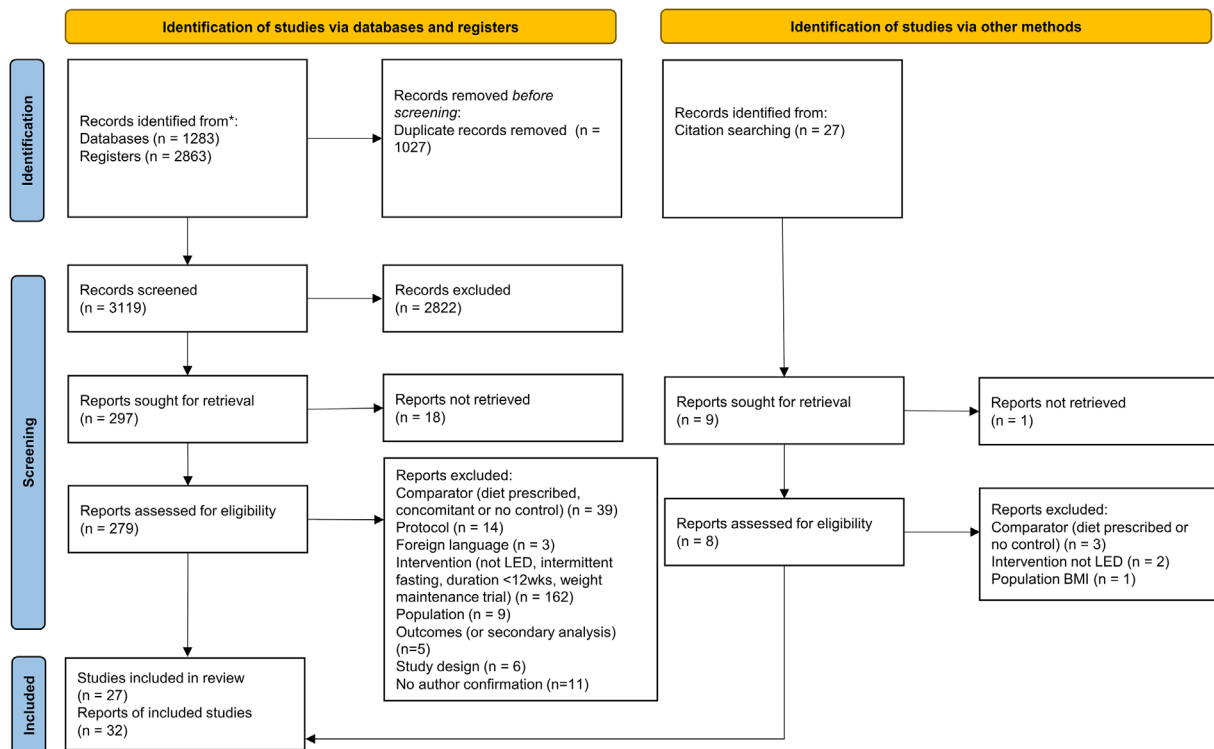 Identification of studies via databases and registers
Identification of studies via other methods
Identification
Records identified from*:
Databases (n = 1283)
Registers (n = 2863)
Records removed before
screening:
Duplicate records removed (n =
1027)
Records identified from:
Citation searching (n = 27)
Screening
Records screened
(n = 3119)
Records excluded
(n = 2822)
Reports sought for retrieval
(n = 297)
Reports not retrieved
(n = 18)
Reports sought for retrieval
(n = 9)
Reports not retrieved
(n = 1)
Reports assessed for eligibility
(n = 279)
Reports excluded:
Comparator (diet prescribed,
concomitant or no control) (n = 39)
Protocol (n = 14)
Foreign language (n = 3)
Intervention (not LED, intermittent
fasting, duration <12wks, weight
maintenance trial) (n = 162)
Population (n = 9)
Outcomes (or secondary analysis)
(n=5)
Study design (n = 6)
No author confirmation (n=11)
Reports assessed for eligibility
(n = 8)
Reports excluded:
Comparator (diet prescribed or
no control) (n = 3)
Intervention not LED (n = 2)
Population BMI (n = 1)
Included
Studies included in review
(n = 27)
Reports of included studies
(n = 32)